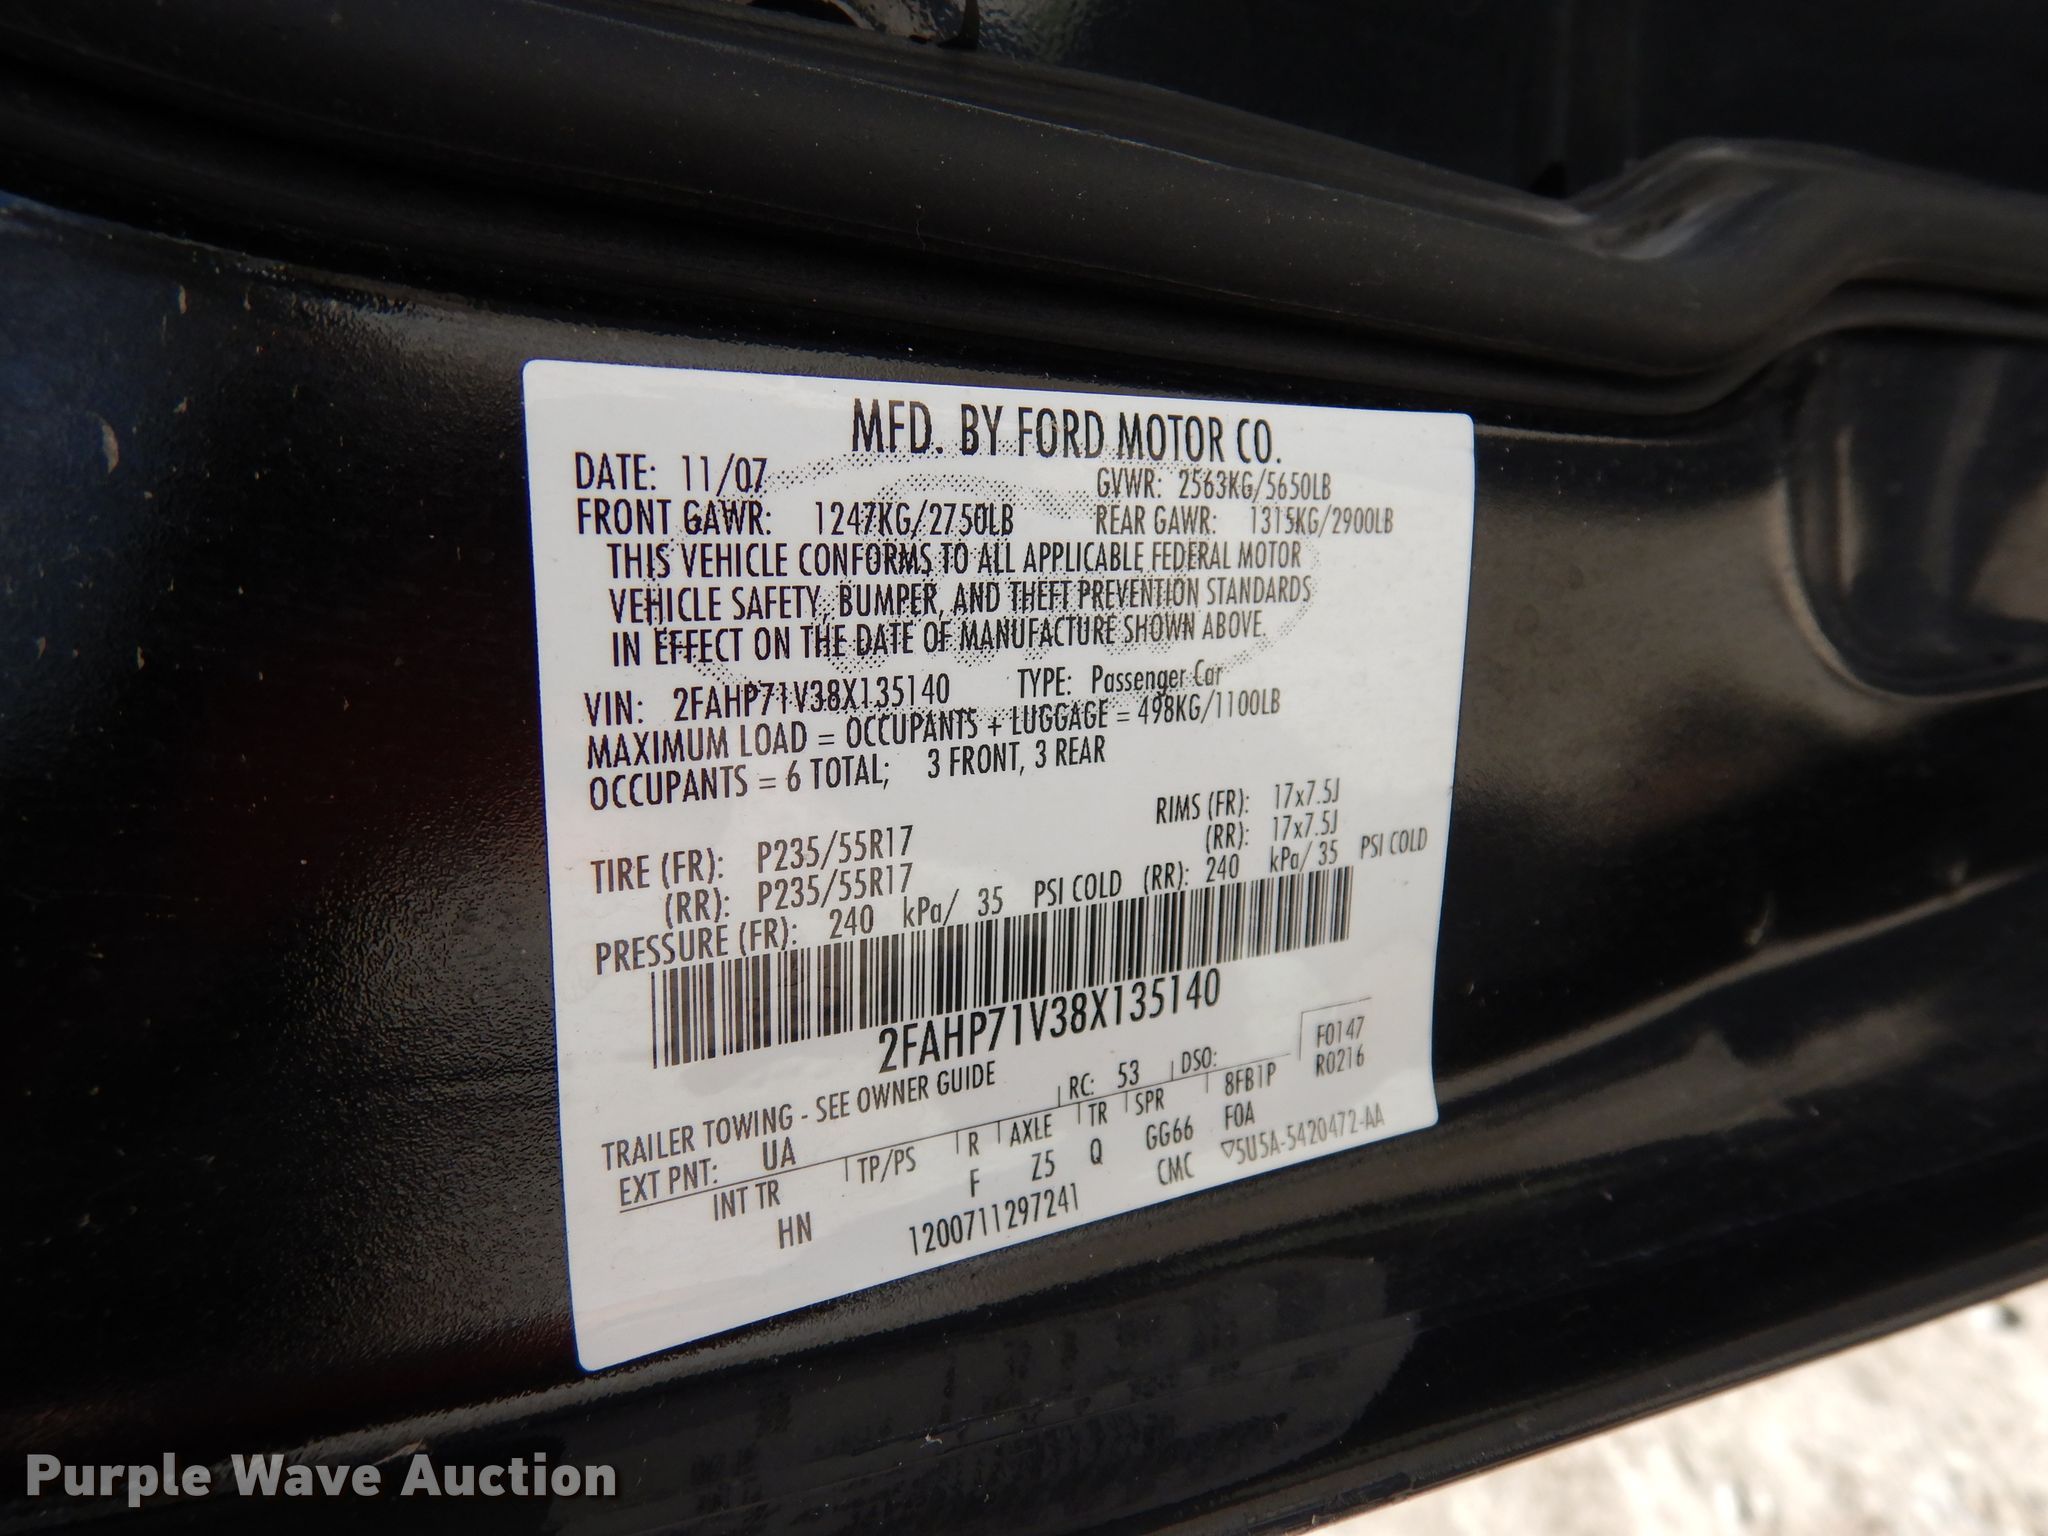 MFD. BY FORD MOTOR CO.
DATE: 11/07 GVWR: 2563KG/5650LB
FRONT GAWR: 1247KG/2750LB REAR GAWR: 1315KG/2900LB
THIS VEHICLE CONFORMS TO ALL APPLICABLE FEDERAL MOTOR
VEHICLE SAFETY, BUMPER, AND THEFT PREVENTION STANDARDS
IN EFFECT ON THE DATE OF MANUFACTURE SHOWN ABOVE.
VIN: 2FAHP71V38X135140 TYPE: Passenger Car
MAXIMUM LOAD = OCCUPANTS + LUGGAGE = 498KG/1100LB
OCCUPANTS = 6 TOTAL; 3 FRONT, 3 REAR
TIRE (FR): P235/55R17 RIMS (FR): 17x7.5J
(RR): P235/55R17 (RR): 17x7.5J
PRESSURE (FR): 240 kPa/ 35 PSI COLD (RR): 240 kPa/ 35 PSI COLD
2FAHP71V38X135140
TRAILER TOWING - SEE OWNER GUIDE
EXT PNT: UA RC: 53 DSO: F0147
INT TR TP/PS R AXLE TR SPR 8FB1P R0216
HN F Z5 Q GG66 FOA
1200711297241 CMC ▽5U5A-5420472-AA
Purple Wave Auction